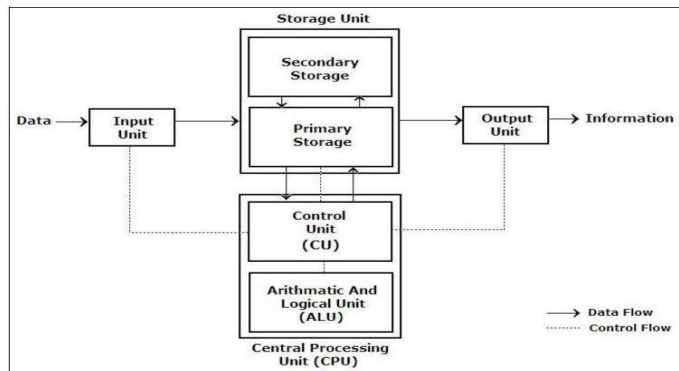 Storage Unit
Secondary
Storage
Data
Input
Unit
Primary
Storage
Output
Unit
Information
Control
Unit
(CU)
Arithmatic And
Logical Unit
(ALU)
Central Processing
Unit (CPU)
Data Flow
Control Flow